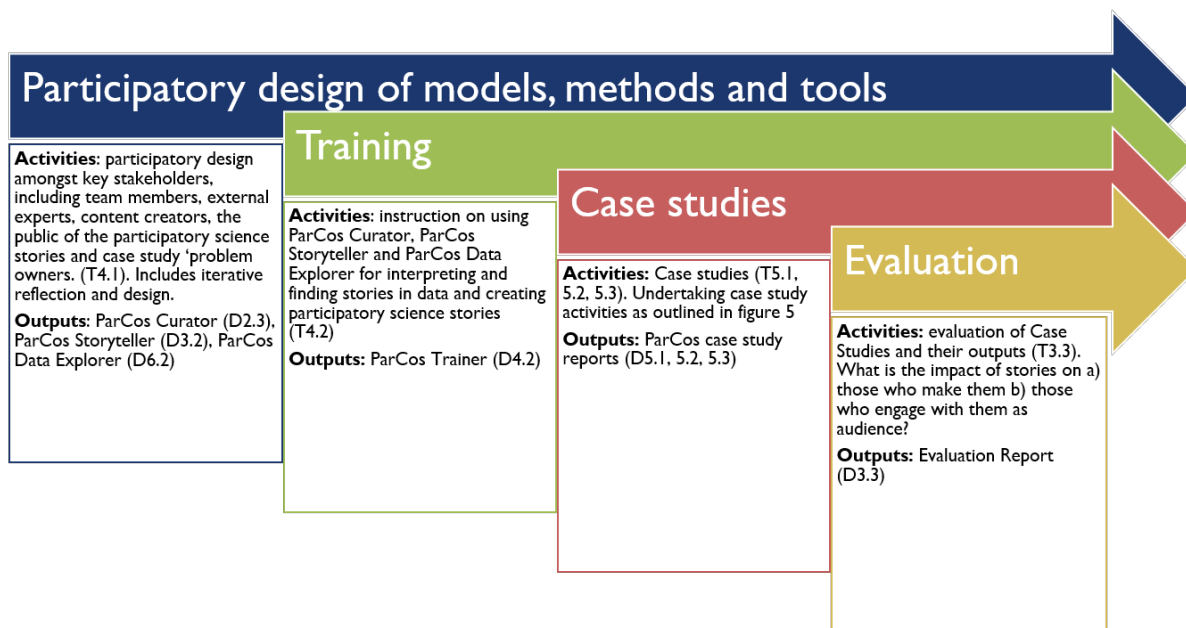 Participatory design of models, methods and tools
Activities: participatory design
amongst key stakeholders,
including team members, external
experts, content creators, the
public of the participatory science
stories and case study ‘problem
owners. (T4.1). Includes iterative
reflection and design.
Outputs: ParCos Curator (D2.3),
ParCos Storyteller (D3.2), ParCos
Data Explorer (D6.2)
Training
Activities: instruction on using
ParCos Curator, ParCos
Storyteller and ParCos Data
Explorer for interpreting and
finding stories in data and creating
participatory science stories
(T4.2)
Outputs: ParCos Trainer (D4.2)
Case studies
Activities: Case studies (T5.1,
5.2, 5.3). Undertaking case study
activities as outlined in figure 5
Outputs: ParCos case study
reports (D5.1, 5.2, 5.3)
Evaluation
Activities: evaluation of Case
Studies and their outputs (T3.3).
What is the impact of stories on a)
those who make them b) those
who engage with them as
audience?
Outputs: Evaluation Report
(D3.3)